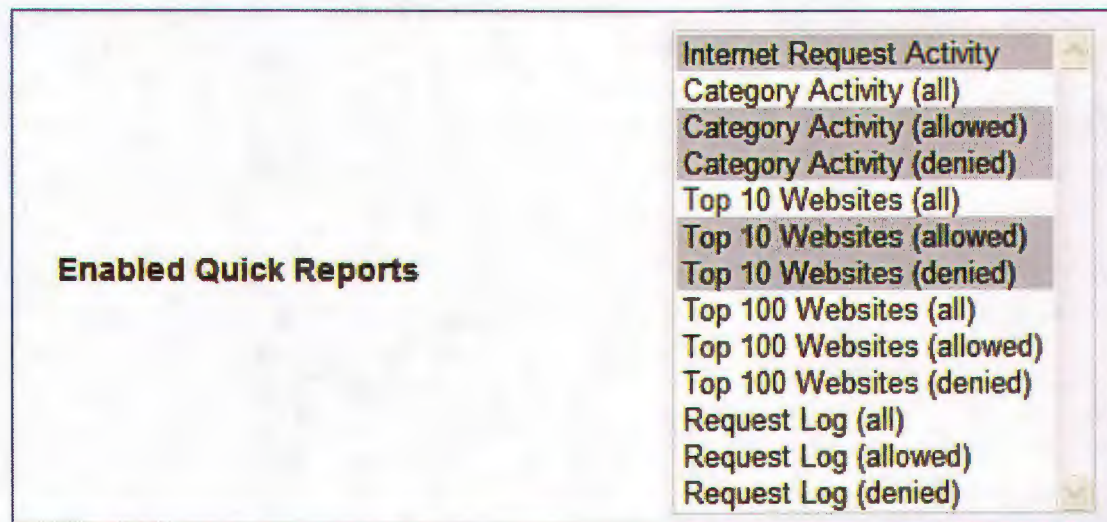 Enabled Quick Reports
Internet Request Activity
Category Activity (all)
Category Activity (allowed)
Category Activity (denied)
Top 10 Websites (all)
Top 10 Websites (allowed)
Top 10 Websites (denied)
Top 100 Websites (all)
Top 100 Websites (allowed)
Top 100 Websites (denied)
Request Log (all)
Request Log (allowed)
Request Log (denied)